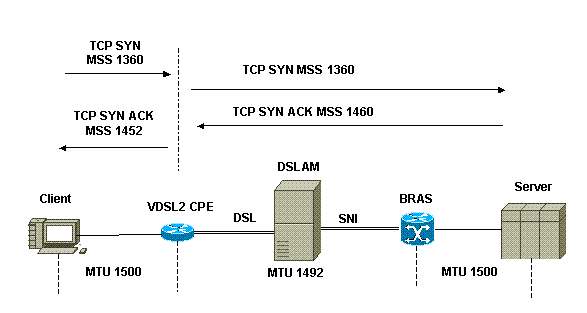 TCP SYN
MSS 1360
TCP SYN MSS 1360
TCP SYN ACK
MSS 1452
TCP SYN ACK MSS 1460
Client
VDSL2 CPE
DSL
DSLAM
SNI
BRAS
Server
MTU 1500
MTU 1492
MTU 1500